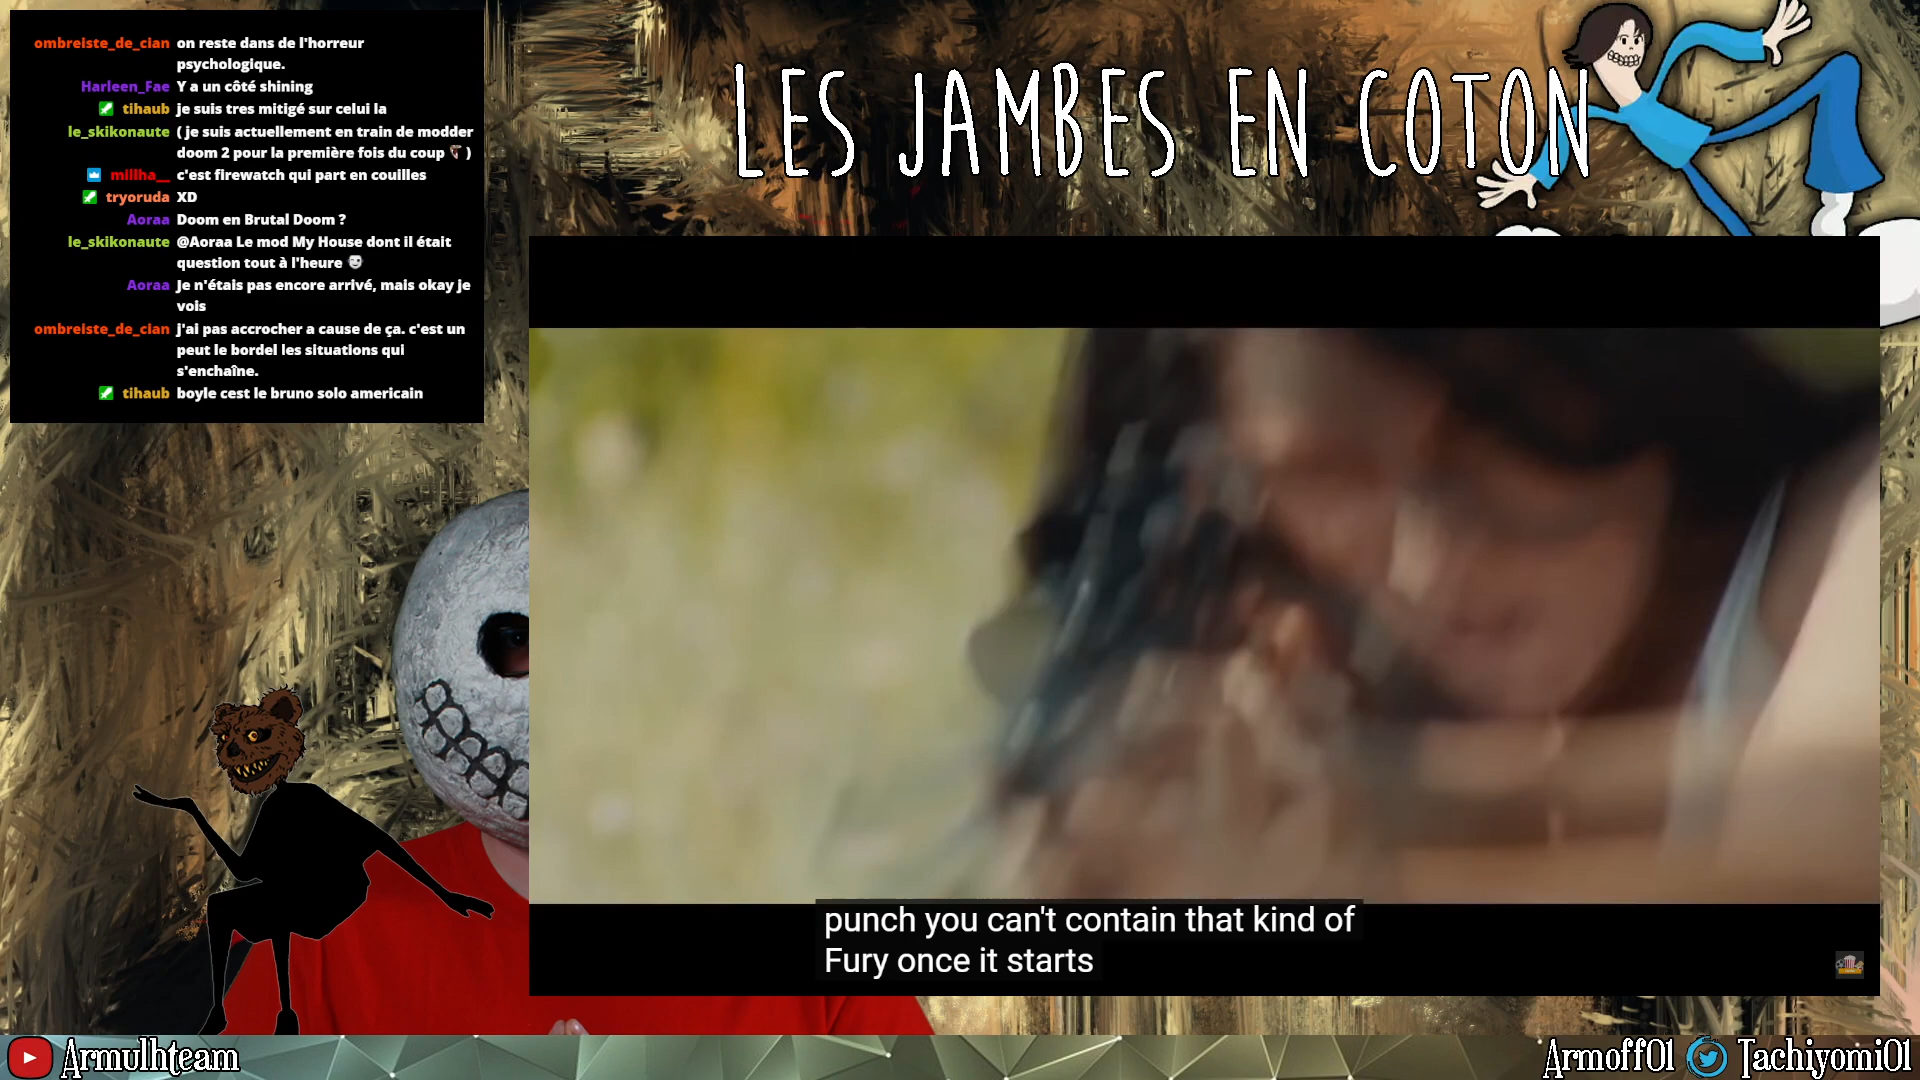 ombreiste_de_cian on reste dans de l'horreur
psychologique.
Harleen_Fae Y a un côté shining
tihaub je suis tres mitigé sur celui la
le_skikonaute ( je suis actuellement en train de modder
doom 2 pour la première fois du coup )
miilha__ c'est firewatch qui part en couilles
tryoruda XD
Aoraa Doom en Brutal Doom ?
le_skikonaute @Aoraa Le mod My House dont il était
question tout à l'heure
Aoraa Je n'étais pas encore arrivé, mais okay je
vois
ombreiste_de_cian j'ai pas accrocher a cause de ça. c'est un
peut le bordel les situations qui
s'enchaîne.
tihaub boyle cest le bruno solo americain
LES JAMBES EN COTON
punch you can't contain that kind of
Fury once it starts
Armulhteam
Armoff01
Tachiyomi01